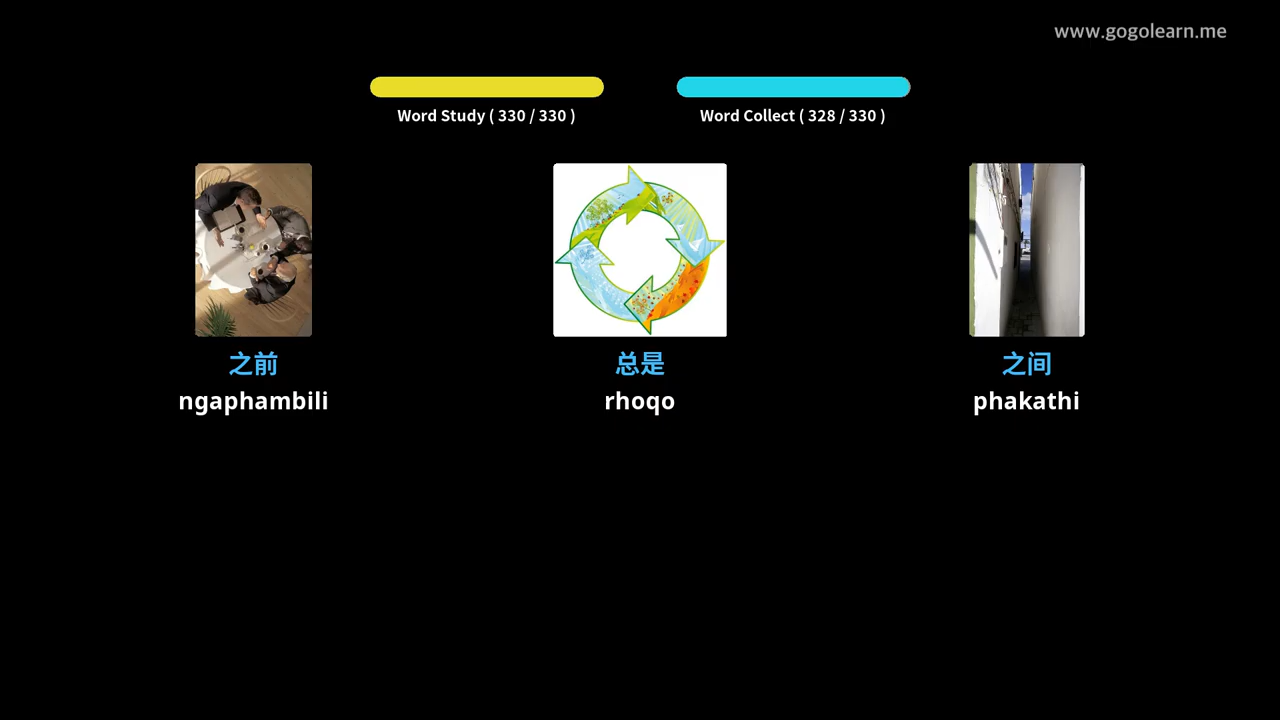 www.gogolearn.me
Word Study ( 330 / 330 )
Word Collect ( 328 / 330 )
之前
总是
之间
ngaphambili
rhoqo
phakathi